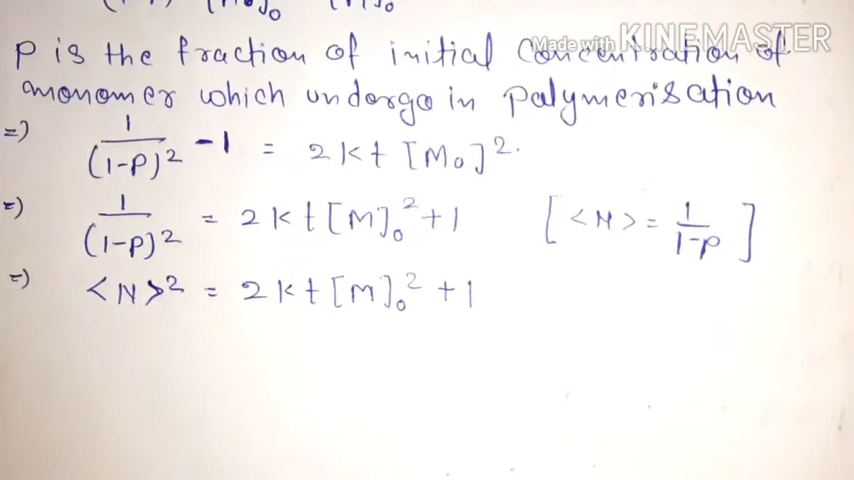 P is the fraction of initial concentration of
Made with KINEMASTER
monomer which undergo in polymerisation
=) 1/(1-P)² - 1 = 2kt [M₀]².
=) 1/(1-P)² = 2kt [M]₀² + 1 [<N> = 1/1-P]
=) <N>² = 2kt [M]₀² + 1